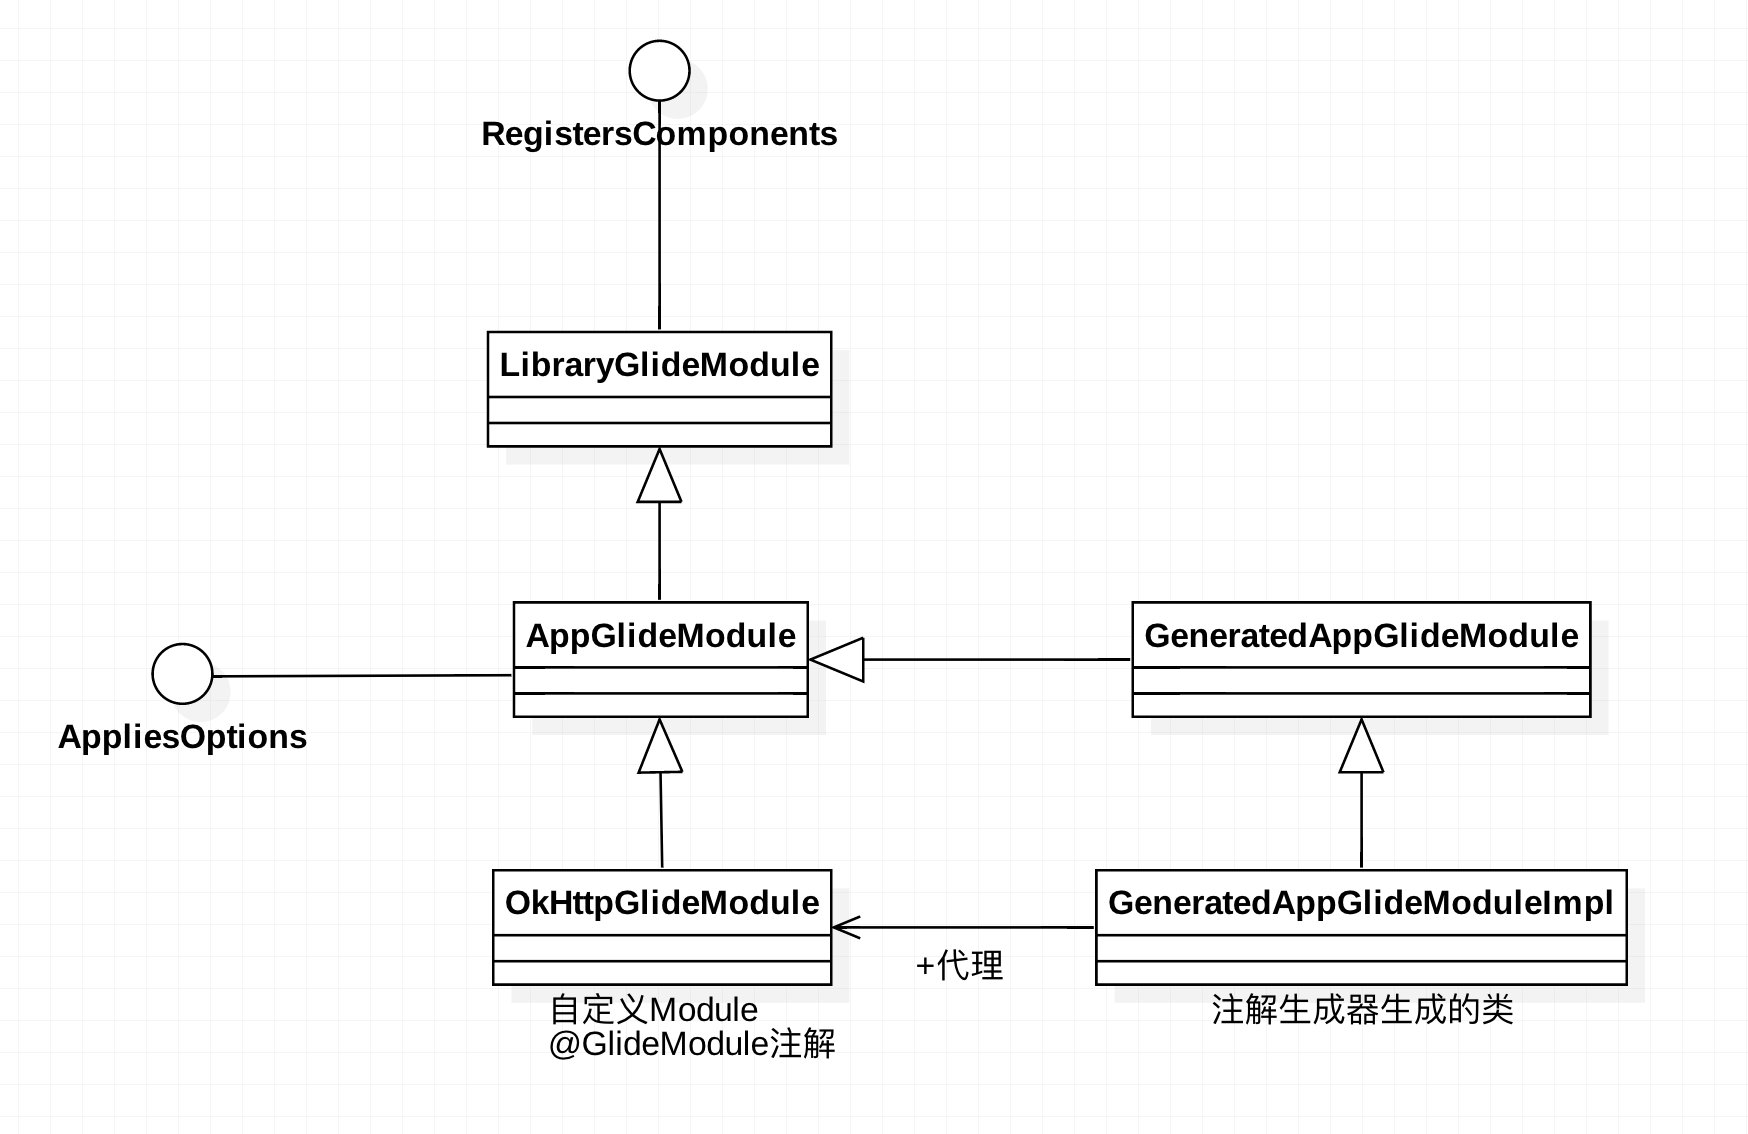 RegistersComponents
LibraryGlideModule
AppGlideModule
GeneratedAppGlideModule
AppliesOptions
OkHttpGlideModule
GeneratedAppGlideModuleImpl
+代理
自定义Module
@GlideModule注解
注解生成器生成的类